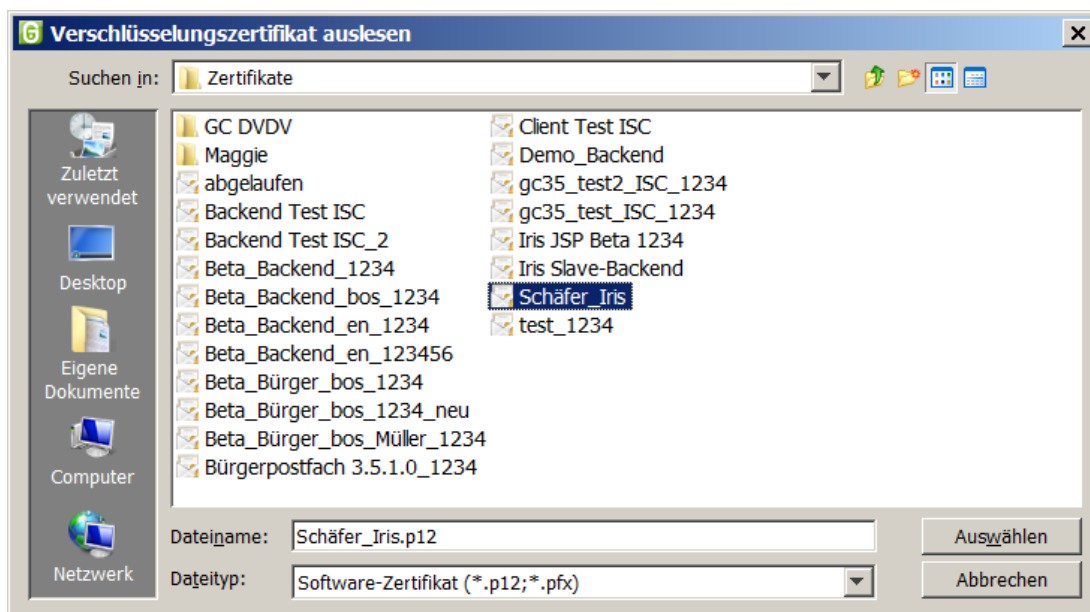 Verschlüsselungszertifikat auslesen
Suchen in: Zertifikate
Zuletzt
verwendet
Desktop
Eigene
Dokumente
Computer
Netzwerk
GC DVDV
Maggie
abgelaufen
Backend Test ISC
Backend Test ISC_2
Beta_Backend_1234
Beta_Backend_bos_1234
Beta_Backend_en_1234
Beta_Backend_en_123456
Beta_Bürger_bos_1234
Beta_Bürger_bos_1234_neu
Beta_Bürger_bos_Müller_1234
Bürgerpostfach 3.5.1.0_1234
Client Test ISC
Demo_Backend
gc35_test2_ISC_1234
gc35_test_ISC_1234
Iris JSP Beta 1234
Iris Slave-Backend
Schäfer_Iris
test_1234
Dateiname: Schäfer_Iris.p12 Auswählen
Dateityp: Software-Zertifikat (*.p12;*.pfx) Abbrechen